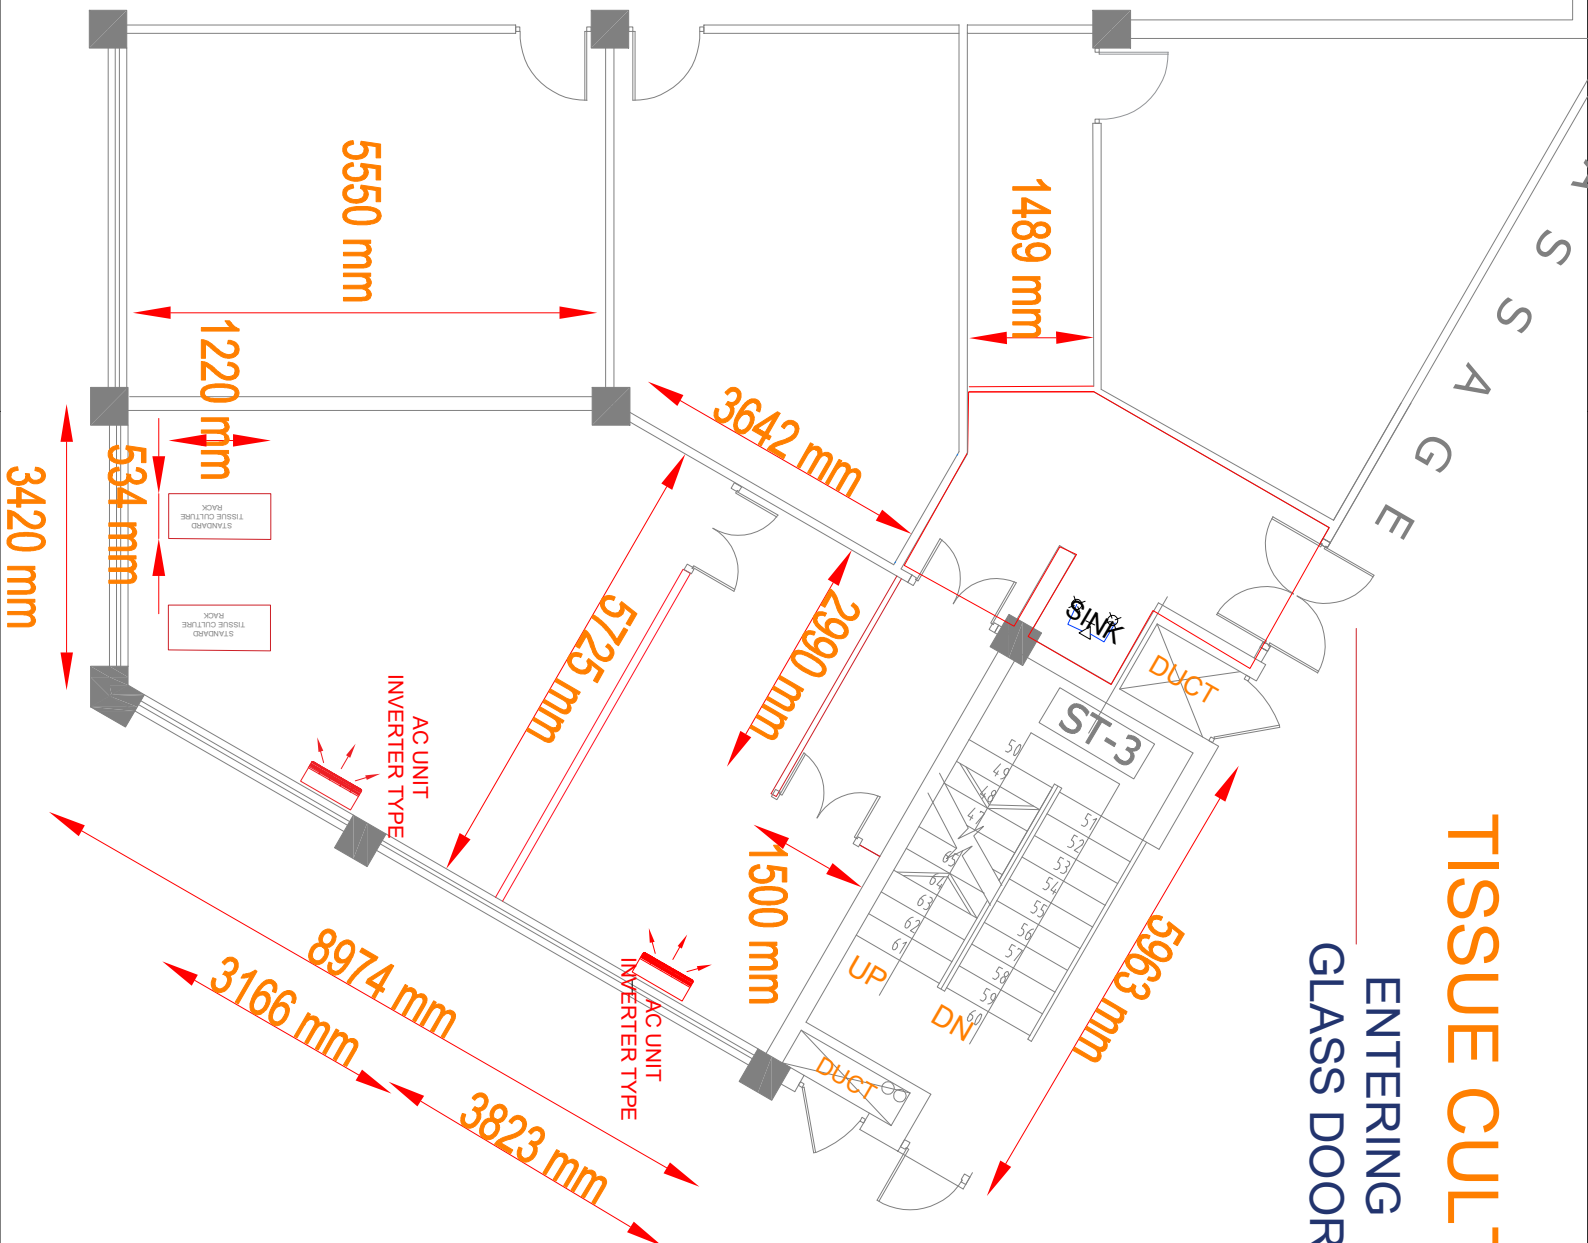 TISSUE CUL
ENTERING
GLASS DOOR
SSAGE
5550 mm
1489 mm
1220 mm
3642 mm
534 mm
3420 mm
STANDARD
TISSUE CULTURE
RACK
STANDARD
TISSUE CULTURE
RACK
5725 mm
2990 mm
SINK
DUCT
ST-3
50
49
48
47
65
64
63
62
61
51
52
53
54
55
56
57
58
59
60
UP
DN
5963 mm
1500 mm
AC UNIT
INVERTER TYPE
AC UNIT
INVERTER TYPE
DUCT
8974 mm
3166 mm
3823 mm